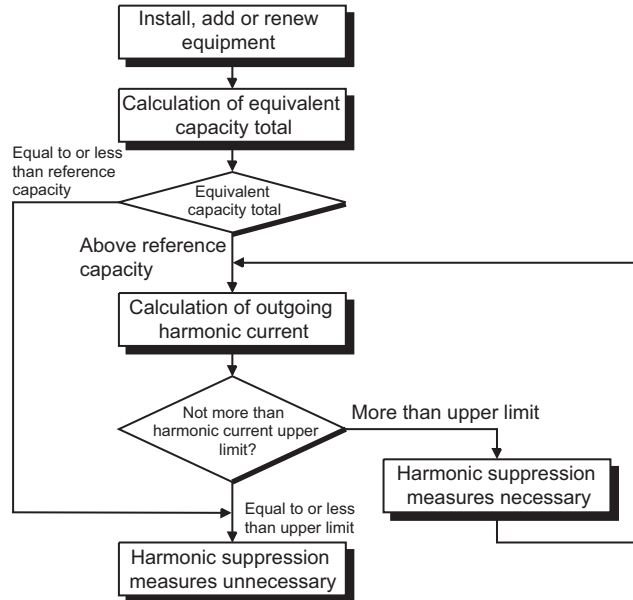 Install, add or renew
equipment
Calculation of equivalent
capacity total
Equal to or less
than reference
capacity
Equivalent
capacity total
Above reference
capacity
Calculation of outgoing
harmonic current
Not more than
harmonic current upper
limit?
More than upper limit
Harmonic suppression
measures necessary
Equal to or less
than upper limit
Harmonic suppression
measures unnecessary